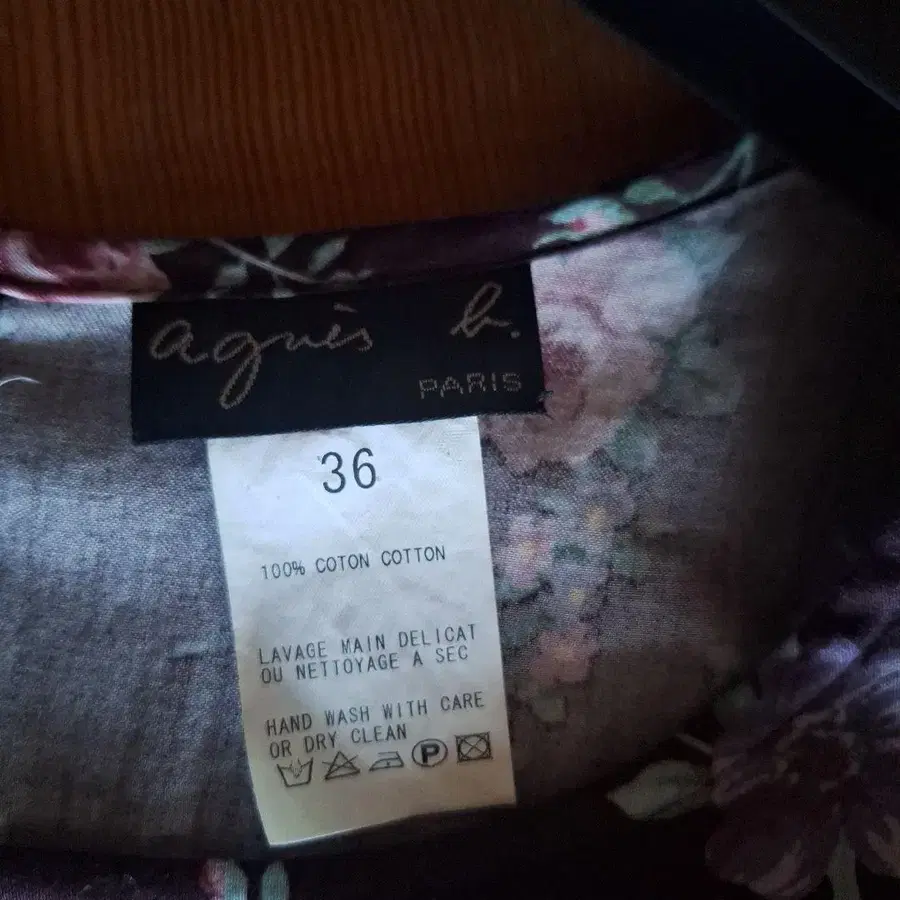 agnès b.
PARIS
36
100% COTON COTTON
LAVAGE MAIN DELICAT
OU NETTOYAGE A SEC
HAND WASH WITH CARE
OR DRY CLEAN
P